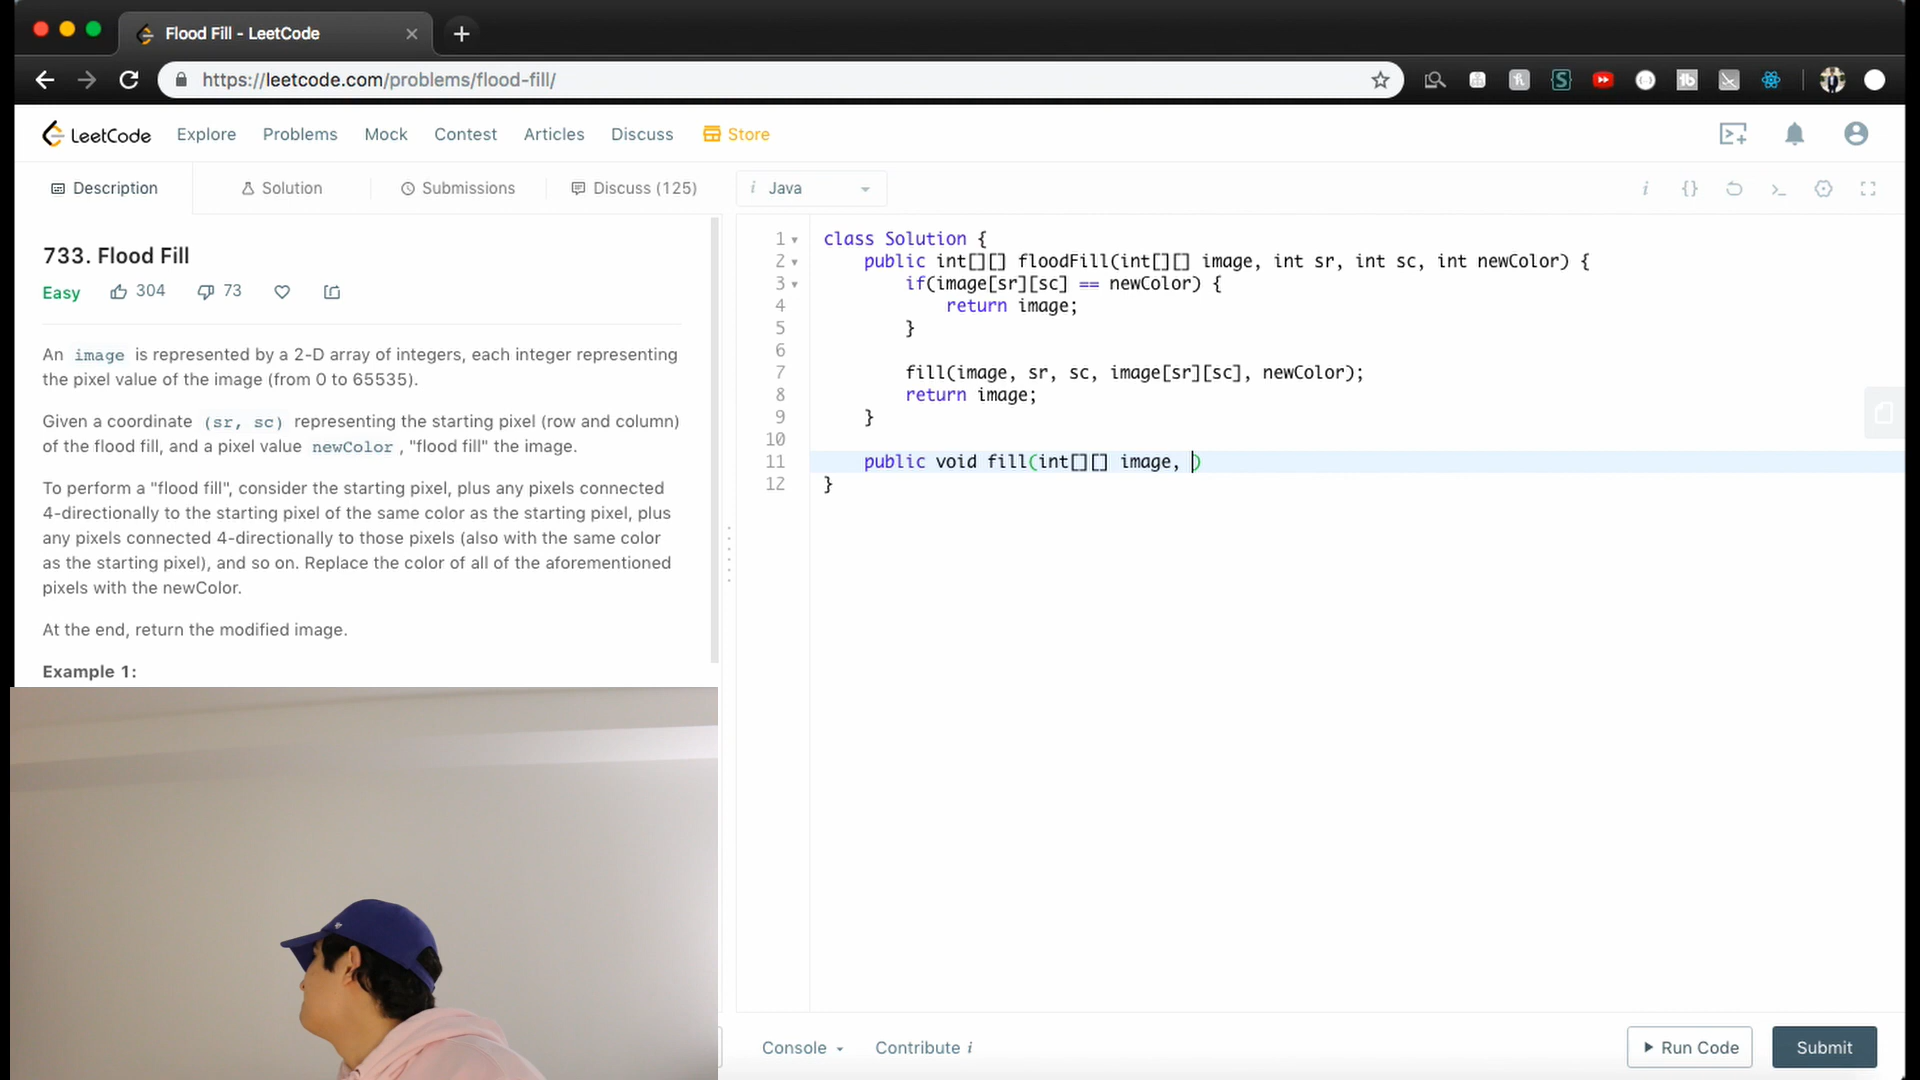 Flood Fill - LeetCode
https://leetcode.com/problems/flood-fill/
LeetCode Explore Problems Mock Contest Articles Discuss Store
Description Solution Submissions Discuss (125)
i Java
733. Flood Fill
Easy 304 73
An image is represented by a 2-D array of integers, each integer representing
the pixel value of the image (from 0 to 65535).
Given a coordinate (sr, sc) representing the starting pixel (row and column)
of the flood fill, and a pixel value newColor , "flood fill" the image.
To perform a "flood fill", consider the starting pixel, plus any pixels connected
4-directionally to the starting pixel of the same color as the starting pixel, plus
any pixels connected 4-directionally to those pixels (also with the same color
as the starting pixel), and so on. Replace the color of all of the aforementioned
pixels with the newColor.
At the end, return the modified image.
Example 1:
1 class Solution {
2 public int[][] floodFill(int[][] image, int sr, int sc, int newColor) {
3 if(image[sr][sc] == newColor) {
4 return image;
5 }
6
7 fill(image, sr, sc, image[sr][sc], newColor);
8 return image;
9 }
10
11 public void fill(int[][] image, )
12 }
Console Contribute i
Run Code Submit